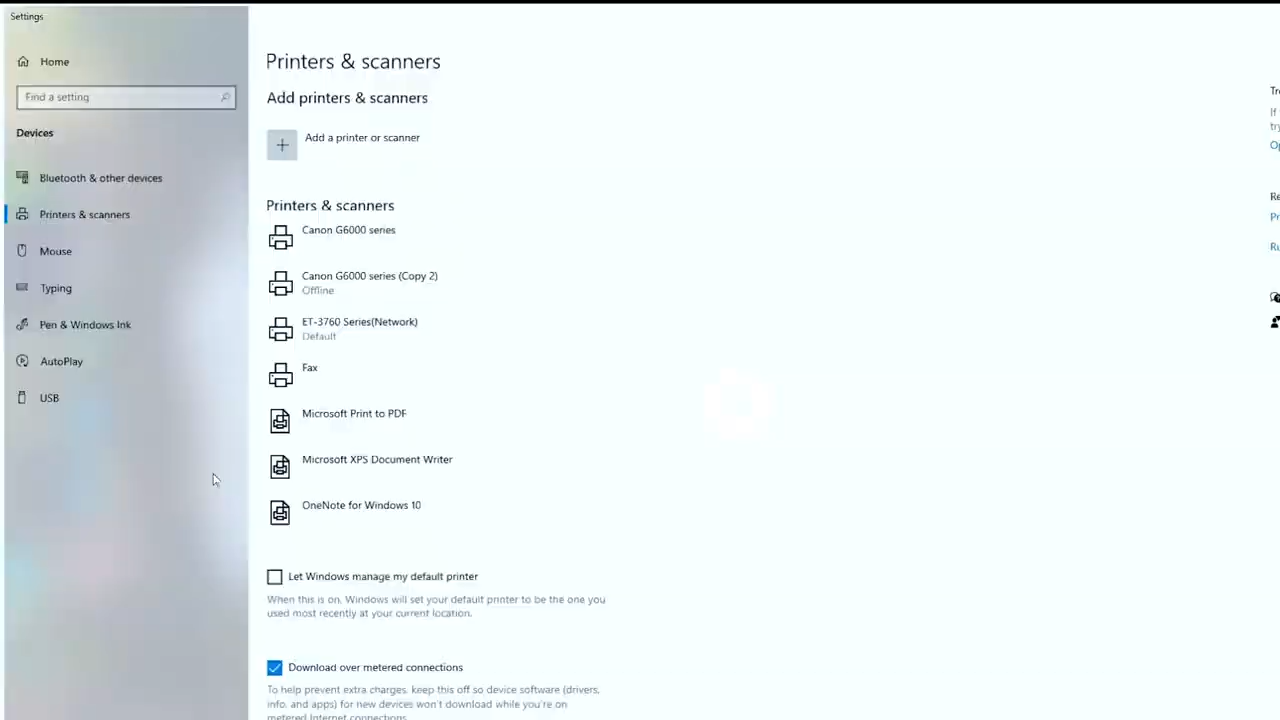 Settings
Home
Find a setting
Devices
Bluetooth & other devices
Printers & scanners
Mouse
Typing
Pen & Windows Ink
AutoPlay
USB
Printers & scanners
Add printers & scanners
Add a printer or scanner
Printers & scanners
Canon G6000 series
Canon G6000 series (Copy 2)
Offline
ET-3760 Series(Network)
Default
Fax
Microsoft Print to PDF
Microsoft XPS Document Writer
OneNote for Windows 10
Let Windows manage my default printer
When this is on, Windows will set your default printer to be the one you
used most recently at your current location.
Download over metered connections
To help prevent extra charges, keep this off so device software (drivers,
info, and apps) for new devices won't download while you're on
metered Internet connections.
If